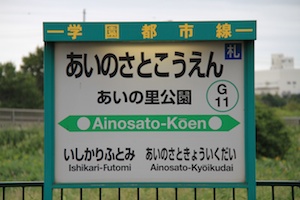 学園都市線
札
あいのさとこうえん
あいの里公園
G
11
Ainosato-Kōen
いしかりふとみ あいのさときょういくだい
Ishikari-Futomi Ainosato-Kyōikudai